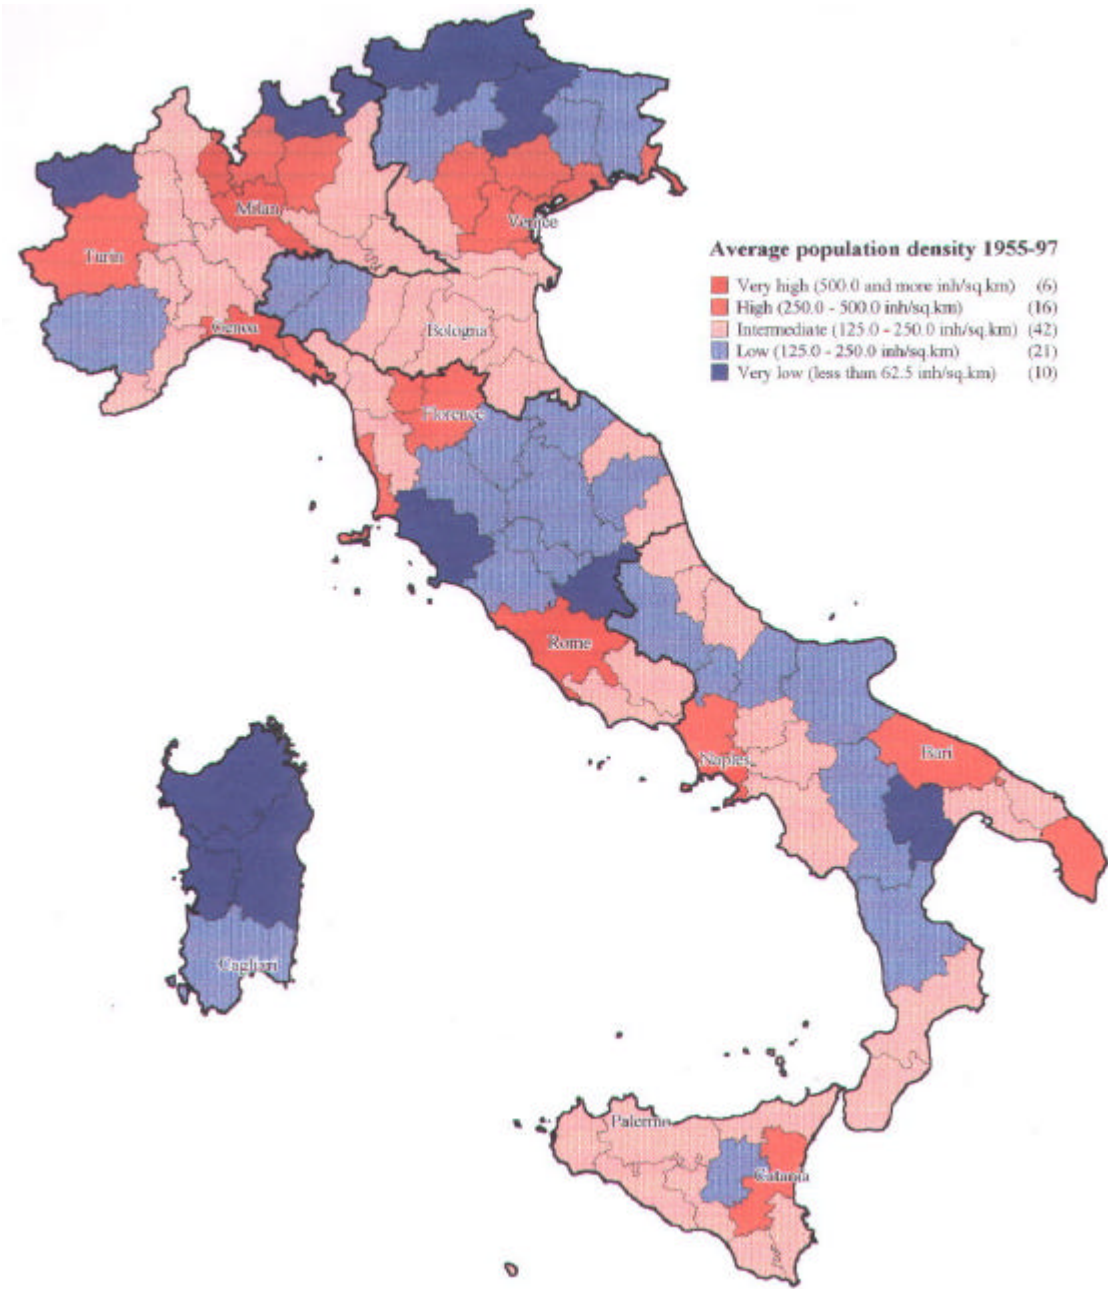 Milan
Venice
Average population density 1955-97
Turin
Very high (500.0 and more inh/sq.km) (6)
High (250.0 - 500.0 inh/sq.km) (16)
Genoa
Bologna
Intermediate (125.0 - 250.0 inh/sq.km) (42)
Low (125.0 - 250.0 inh/sq.km) (21)
Very low (less than 62.5 inh/sq.km) (10)
Florence
Rome
Bari
Naples
Cagliari
Palermo
Catania